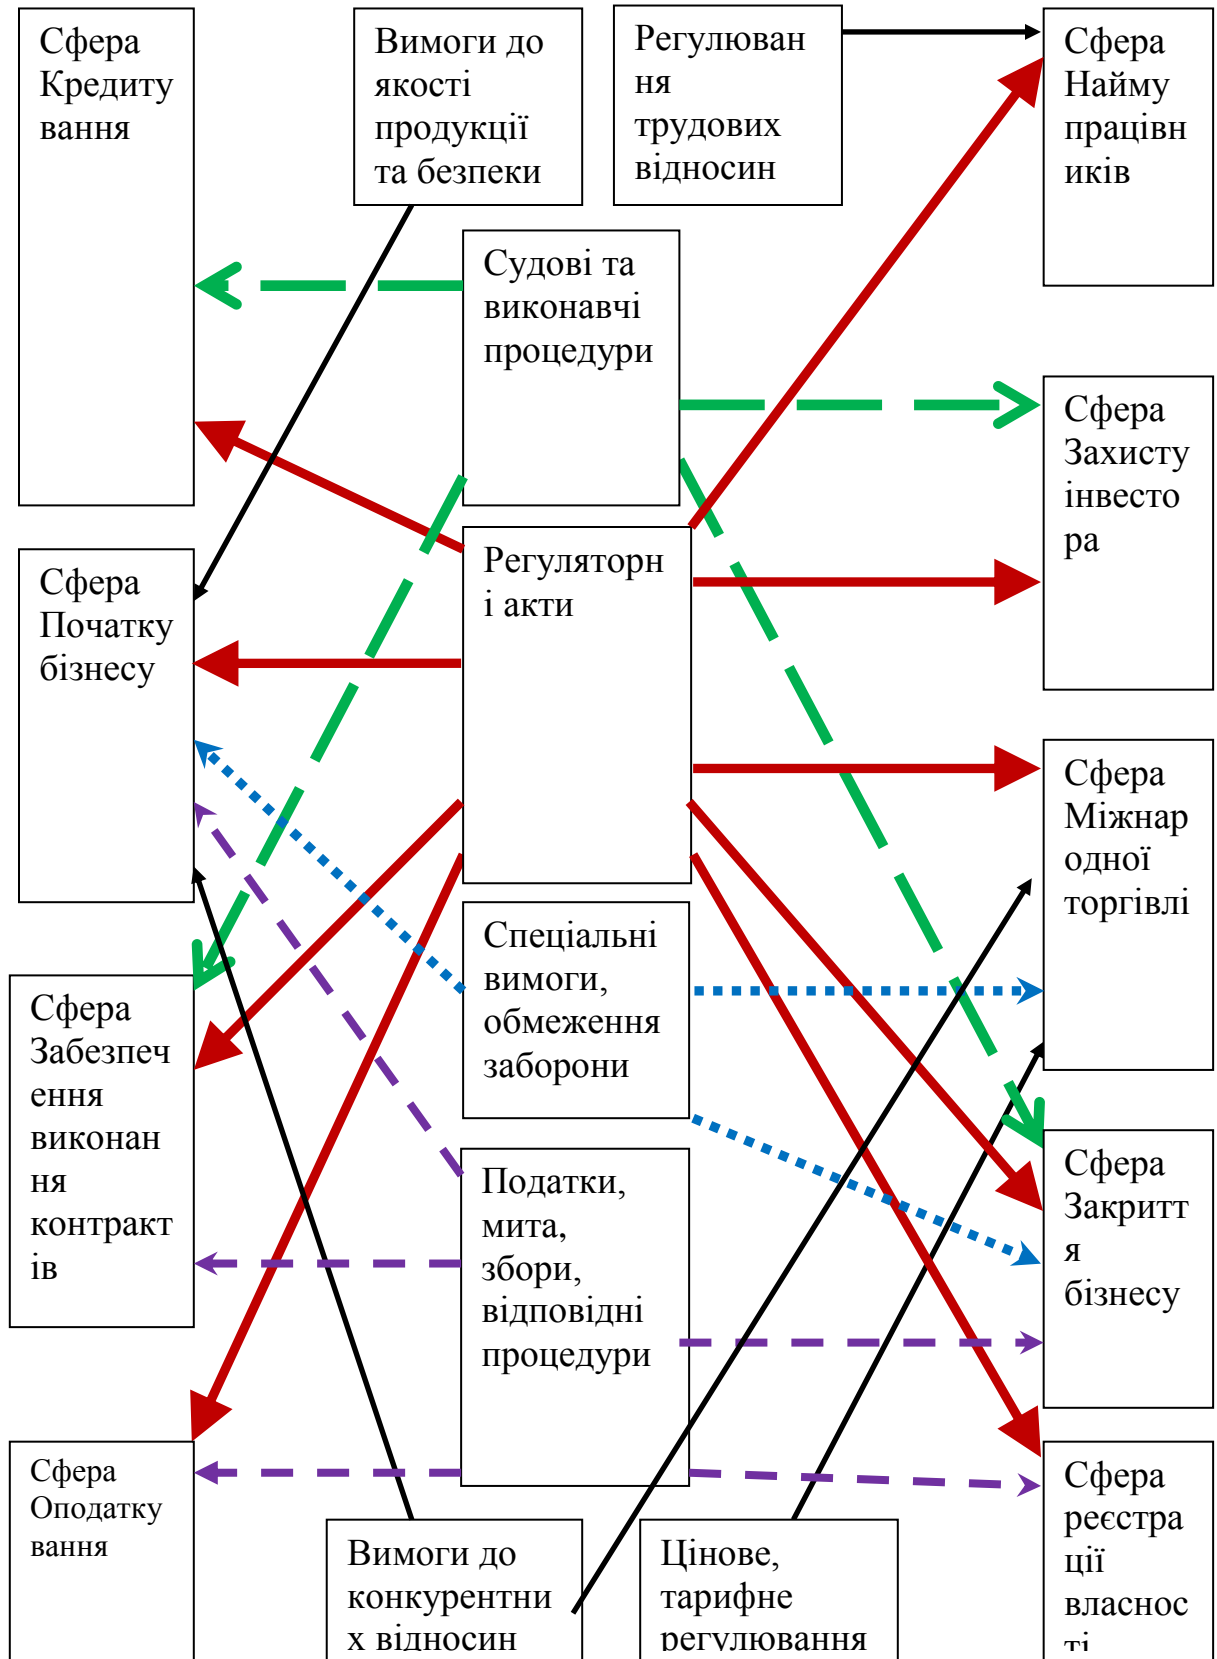 Сфера
Кредиту
вання
Вимоги до
якості
продукції
та безпеки
Регулюван
ня
трудових
відносин
Сфера
Найму
працівн
иків
Судові та
виконавчі
процедури
Сфера
Захисту
інвесто
ра
Сфера
Початку
бізнесу
Регуляторн
і акти
Сфера
Міжнар
одної
торгівлі
Спеціальні
вимоги,
обмеження
заборони
Сфера
Забезпеч
ення
виконан
ня
контракт
ів
Податки,
мита,
збори,
відповідні
процедури
Сфера
Закритт
я
бізнесу
Сфера
Оподатку
вання
Вимоги до
конкурентни
х відносин
Цінове,
тарифне
регулювання
Сфера
реєстра
ції
власнос
ті